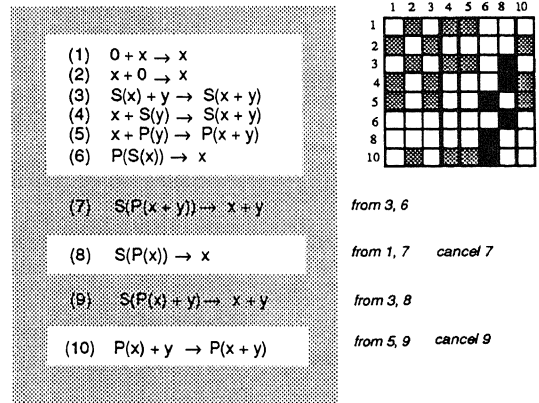 1 2 3 4 5 6 8 10
1
2
3
4
5
6
8
10
(1) 0 + x → x
(2) x + 0 → x
(3) S(x) + y → S(x + y)
(4) x + S(y) → S(x + y)
(5) x + P(y) → P(x + y)
(6) P(S(x)) → x
(7) S(P(x + y)) → x + y from 3, 6
(8) S(P(x)) → x from 1, 7 cancel 7
(9) S(P(x) + y) → x + y from 3, 8
(10) P(x) + y → P(x + y) from 5, 9 cancel 9